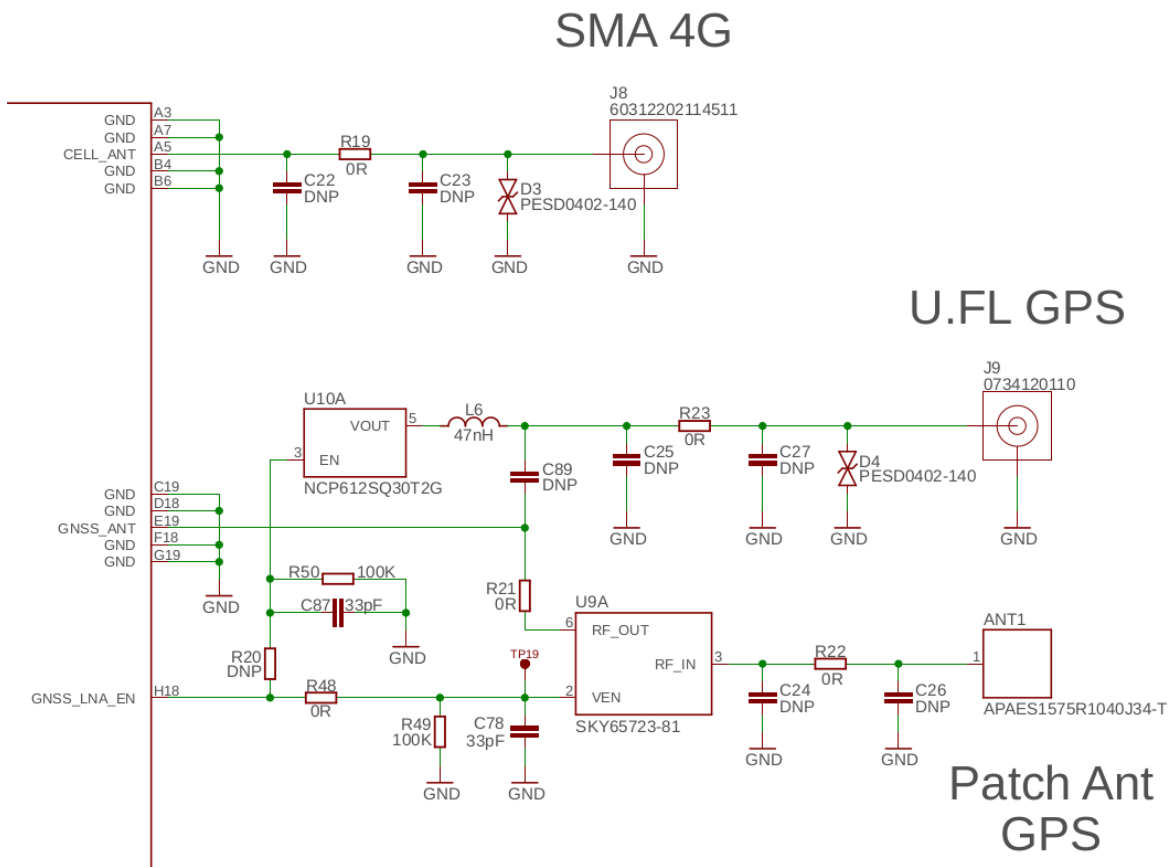 SMA 4G
J8
60312202114511
GND
A3
GND
A7
CELL_ANT
A5
GND
B4
GND
B6
R19
0R
C22
DNP
C23
DNP
D3
PESD0402-140
GND
GND
GND
GND
GND
U.FL GPS
J9
0734120110
U10A
VOUT
5
3
EN
NCP612SQ30T2G
L6
47nH
R23
0R
C89
DNP
C25
DNP
C27
DNP
D4
PESD0402-140
GND
C19
GND
D18
GNSS_ANT
E19
GND
F18
GND
G19
GND
GND
GND
GND
GND
R50
100K
C87
33pF
GND
R21
0R
U9A
6
RF_OUT
RF_IN
3
2
VEN
SKY65723-81
TP19
R20
DNP
GNSS_LNA_EN
H18
R48
0R
R49
100K
C78
33pF
GND
GND
R22
0R
C24
DNP
C26
DNP
GND
GND
ANT1
1
APAES1575R1040J34-T
Patch Ant
GPS